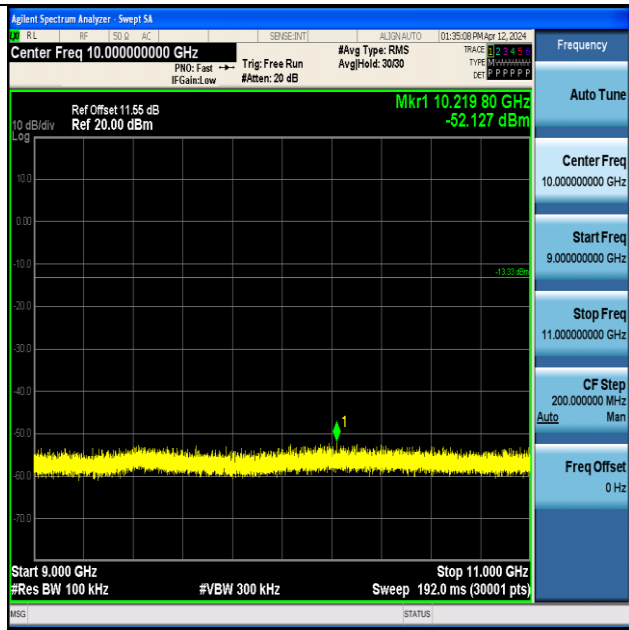 Agilent Spectrum Analyzer - Swept SA
RL RF 50 Ω AC SENSE:INT ALIGN AUTO 01:35:08 PM Apr 12, 2024
Center Freq 10.000000000 GHz
PNO: Fast
IFGain:Low
Trig: Free Run
#Atten: 20 dB
#Avg Type: RMS
Avg|Hold: 30/30
TRACE 1 2 3 4 5 6
TYPE M
DET P P P P P P
Ref Offset 11.55 dB
10 dB/div Ref 20.00 dBm
Log
Mkr1 10.219 80 GHz
-52.127 dBm
10.0
0.00
-10.0
-13.33 dBm
-20.0
-30.0
-40.0
-50.0
1
-60.0
-70.0
Start 9.000 GHz
Stop 11.000 GHz
#Res BW 100 kHz
#VBW 300 kHz
Sweep 192.0 ms (30001 pts)
MSG
STATUS
Frequency
Auto Tune
Center Freq
10.000000000 GHz
Start Freq
9.000000000 GHz
Stop Freq
11.000000000 GHz
CF Step
200.000000 MHz
Auto Man
Freq Offset
0 Hz